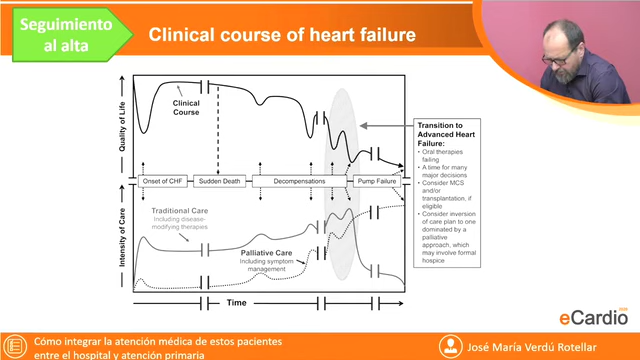 Seguimiento
al alta
Clinical course of heart failure
Quality of Life
Clinical
Course
Transition to
Advanced Heart
Failure:
• Oral therapies
failing
• A time for many
major decisions
• Consider MCS
and/or
transplantation, if
eligible
• Consider inversion
of care plan to one
dominated by a
palliative
approach, which
may involve formal
hospice
Onset of CHF
Sudden Death
Decompensations
Pump Failure
Intensity of Care
Traditional Care
Including disease-
modifying therapies
Palliative Care
Including symptom
management
Time
eCardio
Cómo integrar la atención médica de estos pacientes
entre el hospital y atención primaria
José María Verdú Rotellar